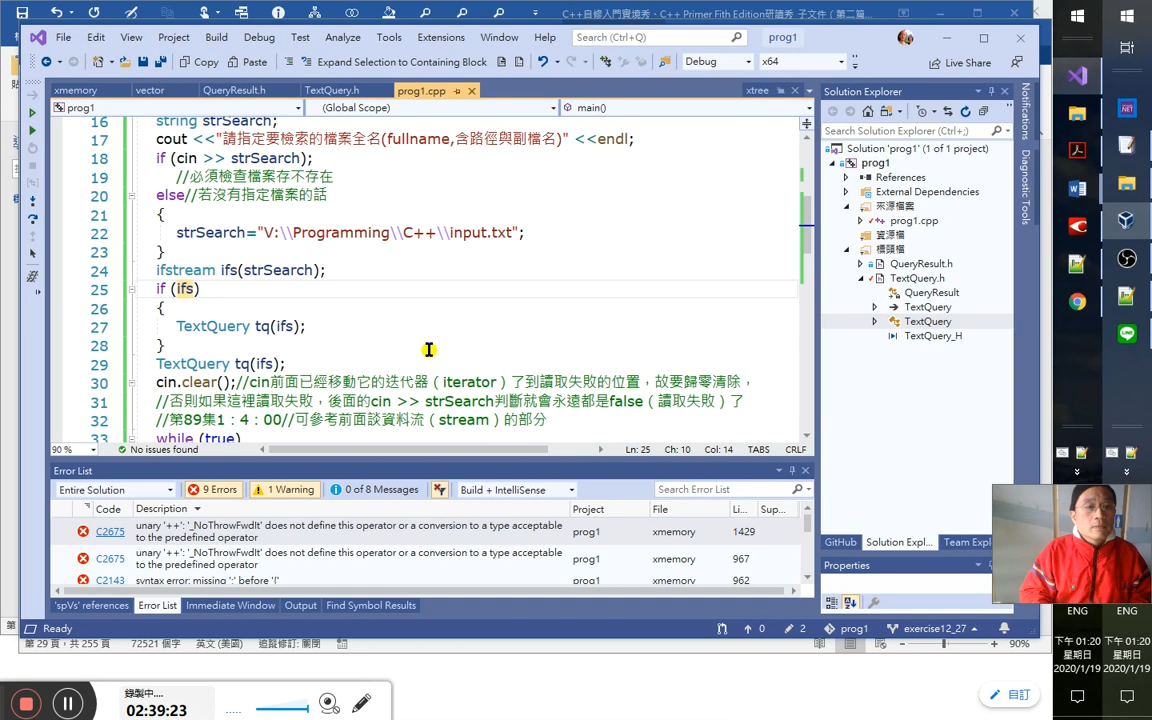 C++自修入門實境秀、C++ Primer Fith Edition研讀秀 子文件（第二篇
File Edit View Project Build Debug Test Analyze Tools Extensions Window Help Search (Ctrl+;) prog1
Copy Paste Expand Selection to Containing Block Debug x64 Live Share
xmemory vector QueryResult.h TextQuery.h prog1.cpp xtree
prog1 (Global Scope) main()
16 string strSearch;
17 cout <<"請指定要檢索的檔案全名(fullname,含路徑與副檔名)" <<endl;
18 if (cin >> strSearch);
19 //必須檢查檔案存不存在
20 else//若沒有指定檔案的話
21 {
22 strSearch="V:\\Programming\\C++\\input.txt";
23 }
24 ifstream ifs(strSearch);
25 if (ifs)
26 {
27 TextQuery tq(ifs);
28 }
29 TextQuery tq(ifs);
30 cin.clear();//cin前面已經移動它的迭代器（iterator）了到讀取失敗的位置，故要歸零清除，
31 //否則如果這裡讀取失敗，後面的cin >> strSearch判斷就會永遠都是false（讀取失敗）了
32 //第89集1：4：00//可參考前面談資料流（stream）的部分
33 while (true)
90 % No issues found Ln: 25 Ch: 10 Col: 14 TABS CRLF
Error List
Entire Solution 9 Errors 1 Warning 0 of 8 Messages Build + IntelliSense Search Error List
Code Description Project File Li... Sup...
C2675 unary '++': '_NoThrowFwdIt' does not define this operator or a conversion to a type acceptable to the predefined operator prog1 xmemory 1429
C2675 unary '++': '_NoThrowFwdIt' does not define this operator or a conversion to a type acceptable to the predefined operator prog1 xmemory 967
C2143 syntax error: missing ';' before '{' prog1 xmemory 962
'spVs' references Error List Immediate Window Output Find Symbol Results
Ready 0 2 prog1 exercise12_27
第 29 頁，共 255 頁 72521 個字 英文 (美國) 追蹤修訂: 關閉 90%
Solution Explorer
Search Solution Explorer (Ctrl+;)
Solution 'prog1' (1 of 1 project)
prog1
References
External Dependencies
來源檔案
prog1.cpp
資源檔
標頭檔
QueryResult.h
TextQuery.h
QueryResult
TextQuery
TextQuery
TextQuery_H
GitHub Solution Expl... Team Expl
Properties
Notifications
Diagnostic Tools
ENG ENG
下午 01:20 下午 01:20
星期日 星期日
2020/1/19 2020/1/19
錄製中....
02:39:23
自訂